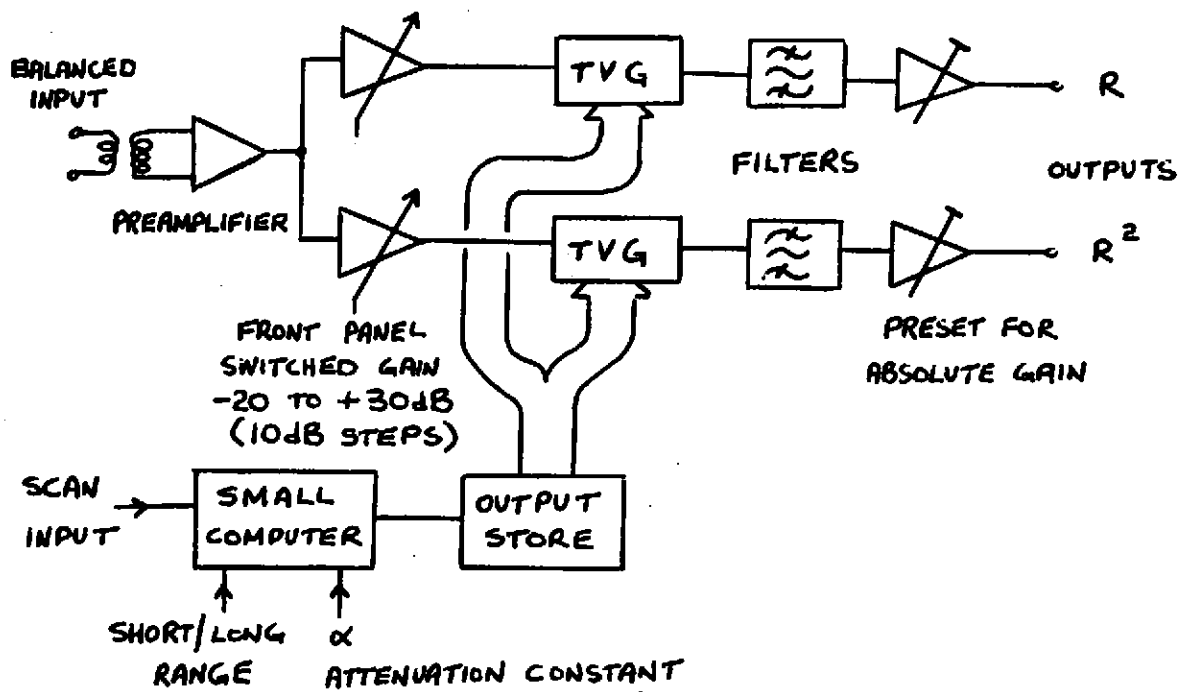 BALANCED
INPUT
PREAMPLIFIER
TVG
FILTERS
R
OUTPUTS
TVG
R²
FRONT PANEL
SWITCHED GAIN
-20 TO +30dB
(10dB STEPS)
PRESET FOR
ABSOLUTE GAIN
SCAN
INPUT
SMALL
COMPUTER
OUTPUT
STORE
SHORT/LONG
RANGE
α
ATTENUATION CONSTANT